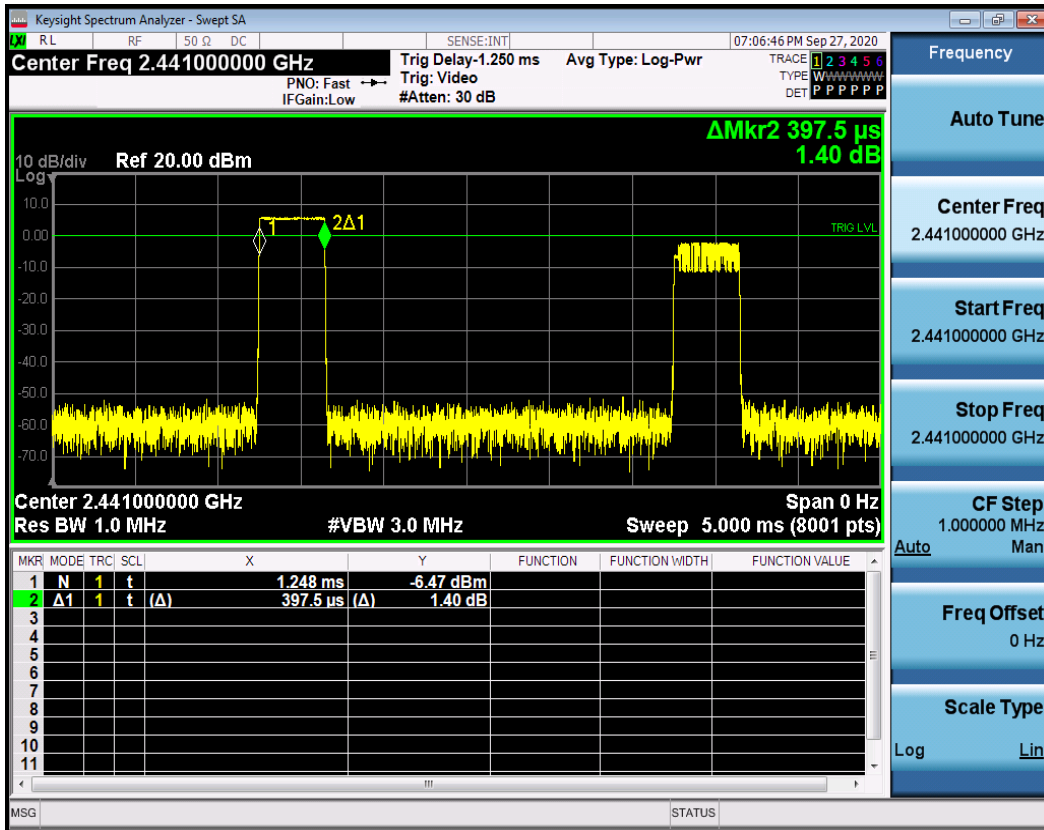 Keysight Spectrum Analyzer - Swept SA
LXI RL RF 50 Ω DC SENSE:INT 07:06:46 PM Sep 27, 2020
Center Freq 2.441000000 GHz
PNO: Fast
IFGain:Low
Trig Delay-1.250 ms
Trig: Video
#Atten: 30 dB
Avg Type: Log-Pwr
TRACE 1 2 3 4 5 6
TYPE WWWWWW
DET P P P P P P
ΔMkr2 397.5 µs
1.40 dB
10 dB/div Ref 20.00 dBm
Log
10.0
0.00
-10.0
-20.0
-30.0
-40.0
-50.0
-60.0
-70.0
1
2Δ1
TRIG LVL
Center 2.441000000 GHz Span 0 Hz
Res BW 1.0 MHz #VBW 3.0 MHz Sweep 5.000 ms (8001 pts)
MKR MODE TRC SCL X Y FUNCTION FUNCTION WIDTH FUNCTION VALUE
1 N 1 t 1.248 ms -6.47 dBm
2 Δ1 1 t (Δ) 397.5 µs (Δ) 1.40 dB
3
4
5
6
7
8
9
10
11
MSG STATUS
Frequency
Auto Tune
Center Freq
2.441000000 GHz
Start Freq
2.441000000 GHz
Stop Freq
2.441000000 GHz
CF Step
1.000000 MHz
Auto Man
Freq Offset
0 Hz
Scale Type
Log Lin